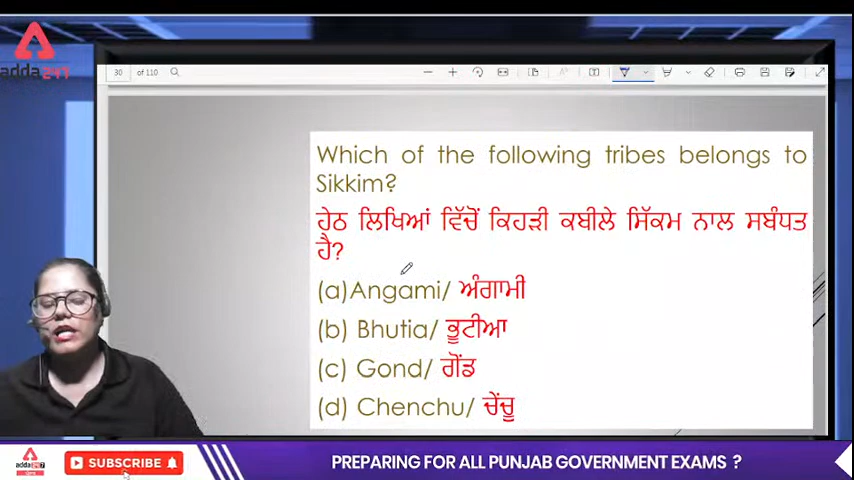 adda247
30 of 110
Which of the following tribes belongs to
Sikkim?
ਹੇਠ ਲਿਖਿਆਂ ਵਿੱਚੋਂ ਕਿਹੜੀ ਕਬੀਲੇ ਸਿੱਕਮ ਨਾਲ ਸਬੰਧਤ
ਹੈ?
(a)Angami/ ਅੰਗਾਮੀ
(b) Bhutia/ ਭੂਟੀਆ
(c) Gond/ ਗੋਂਡ
(d) Chenchu/ ਚੇਂਚੂ
SUBSCRIBE
PREPARING FOR ALL PUNJAB GOVERNMENT EXAMS ?